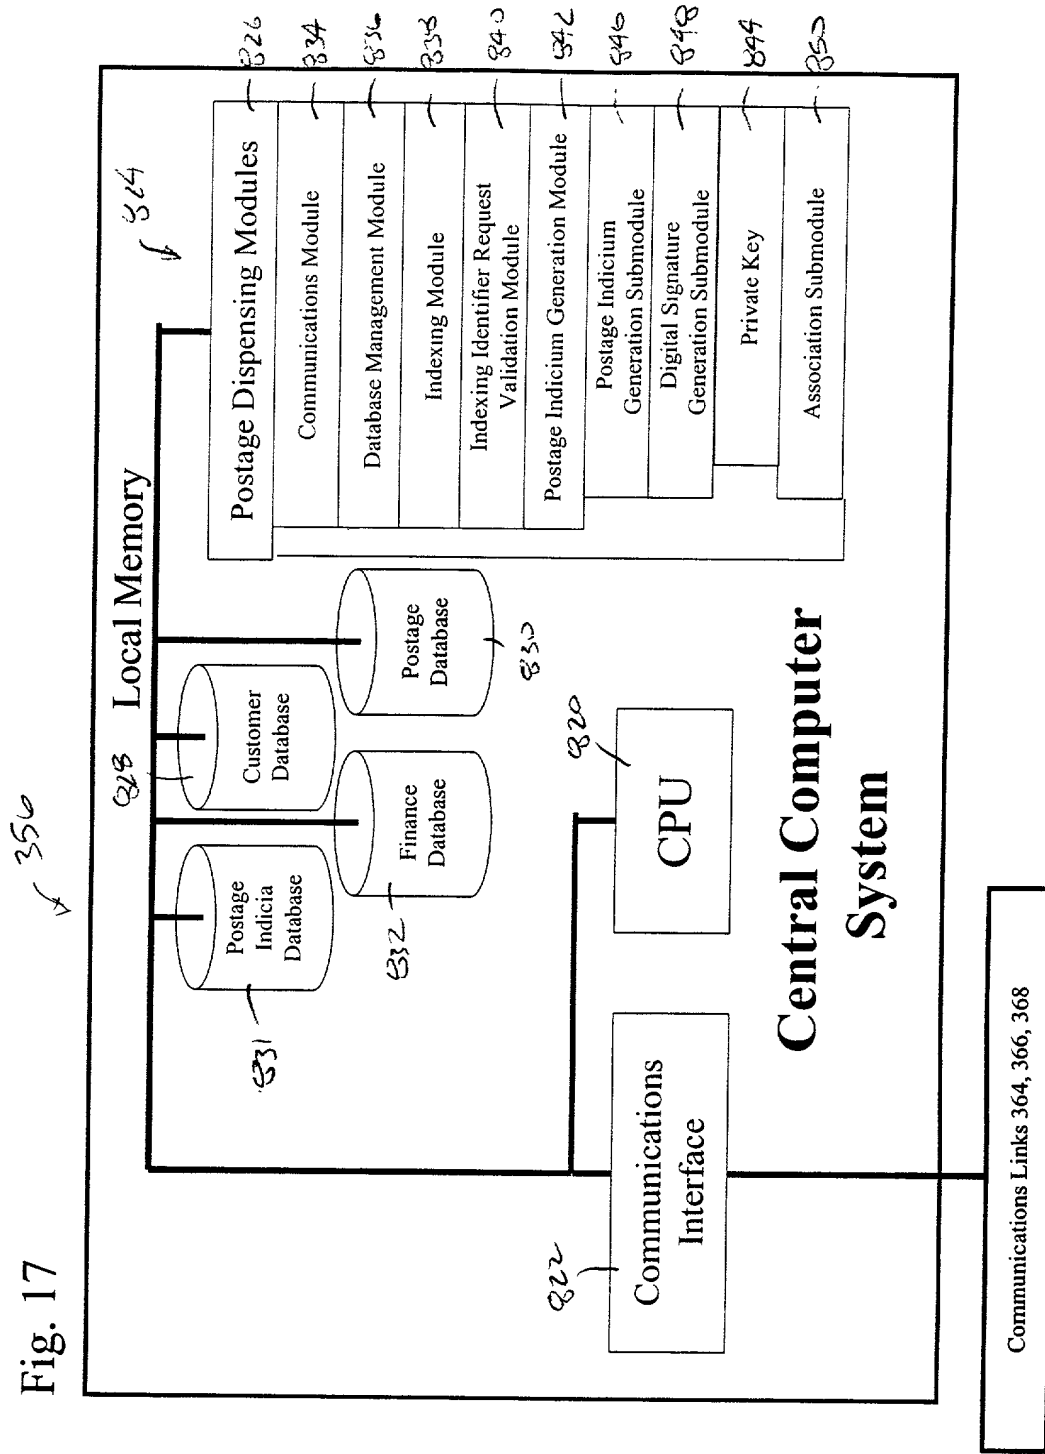 Fig. 17
356
Local Memory
824
828
Postage
Indicia
Database
831
Customer
Database
Finance
Database
832
Postage
Database
830
Postage Dispensing Modules
826
Communications Module
834
Database Management Module
836
Indexing Module
838
Indexing Identifier Request
Validation Module
840
Postage Indicium Generation Module
842
Postage Indicium
Generation Submodule
846
Digital Signature
Generation Submodule
848
Private Key
844
Association Submodule
850
822
Communications
Interface
CPU
820
Central Computer
System
Communications Links 364, 366, 368